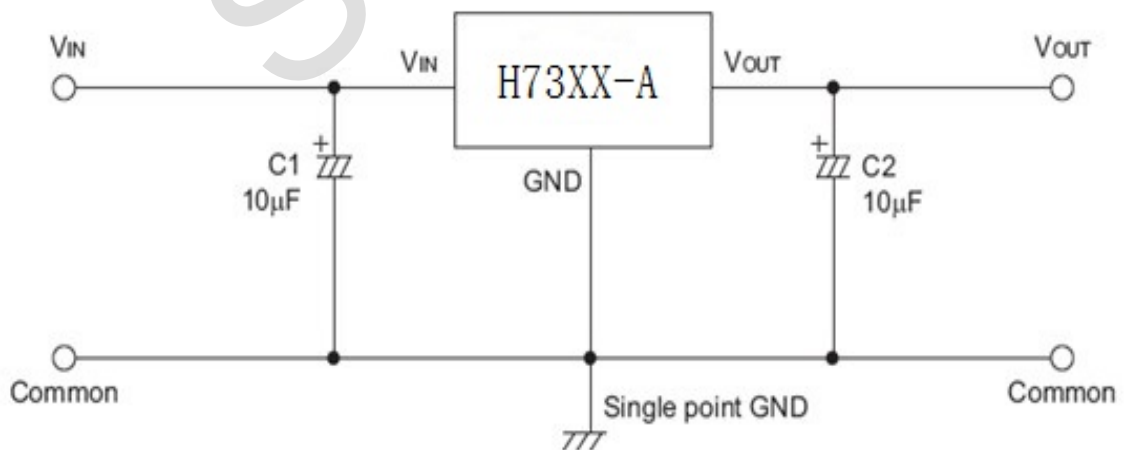 VIN
VIN
H73XX-A
VOUT
VOUT
+
C1
10μF
GND
+
C2
10μF
Common
Single point GND
Common